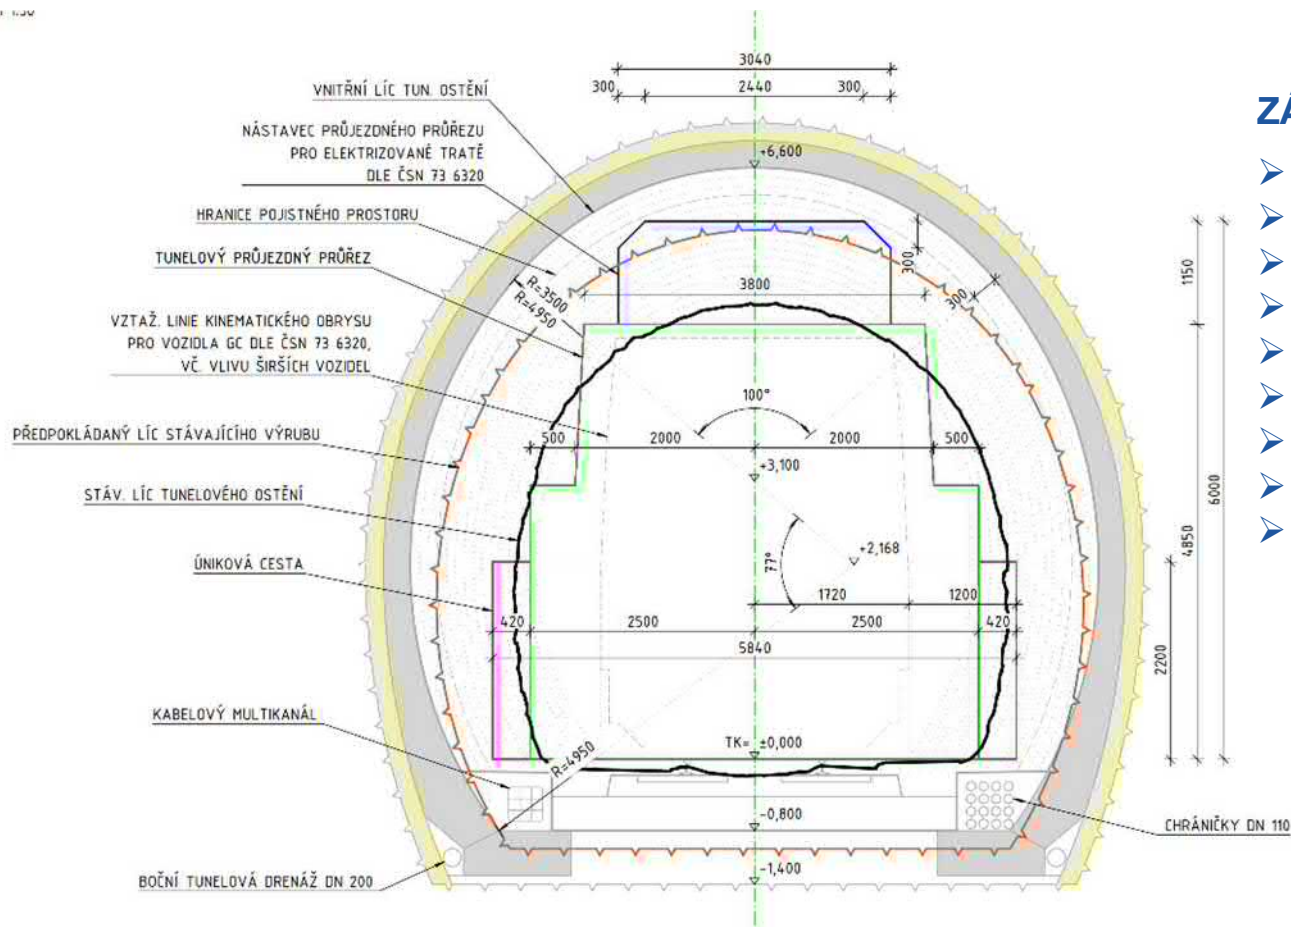 3040
300 2440 300
VNITŘNÍ LÍC TUN. OSTĚNÍ
ZÁ
NÁSTAVEC PRŮJEZDNÉHO PRŮŘEZU
PRO ELEKTRIZOVANÉ TRATĚ
DLE ČSN 73 6320
+6,600
HRANICE POJISTNÉHO PROSTORU
TUNELOVÝ PRŮJEZDNÝ PRŮŘEZ
300
1150
R=3500
R=4950
3800
300
VZTAŽ. LINIE KINEMATICKÉHO OBRYSU
PRO VOZIDLA GC DLE ČSN 73 6320,
VČ. VLIVU ŠIRŠÍCH VOZIDEL
100°
PŘEDPOKLÁDANÝ LÍC STÁVAJÍCÍHO VÝRUBU
500 2000 2000 500
+3,100
6000
STÁV. LÍC TUNELOVÉHO OSTĚNÍ
4850
+2,168
77°
ÚNIKOVÁ CESTA
1720 1200
420 2500 2500 420
5840
2200
KABELOVÝ MULTIKANÁL
TK= ±0,000
R=4950
-0,800
CHRÁNIČKY DN 110
-1,400
BOČNÍ TUNELOVÁ DRENÁŽ DN 200